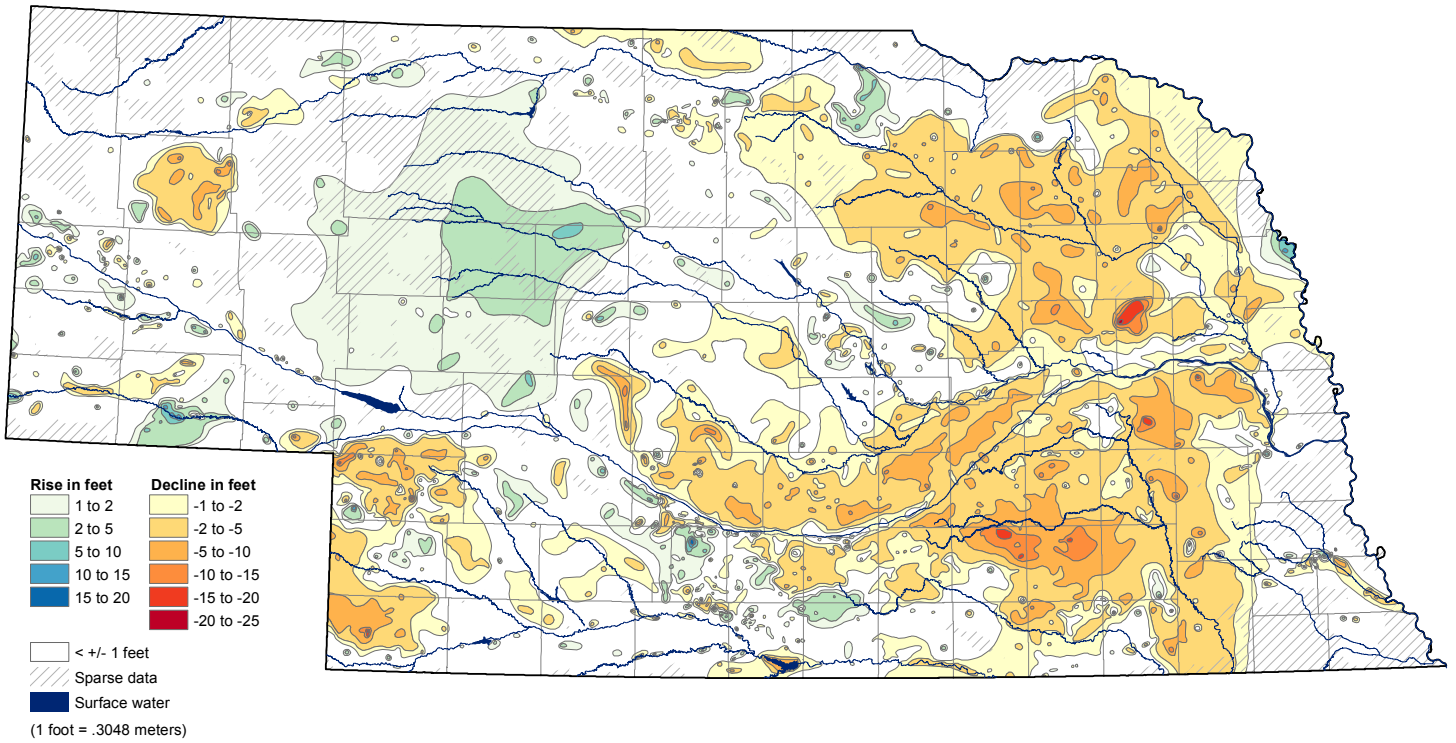 Rise in feet
1 to 2
2 to 5
5 to 10
10 to 15
15 to 20
Decline in feet
-1 to -2
-2 to -5
-5 to -10
-10 to -15
-15 to -20
-20 to -25
< +/- 1 feet
Sparse data
Surface water
(1 foot = .3048 meters)